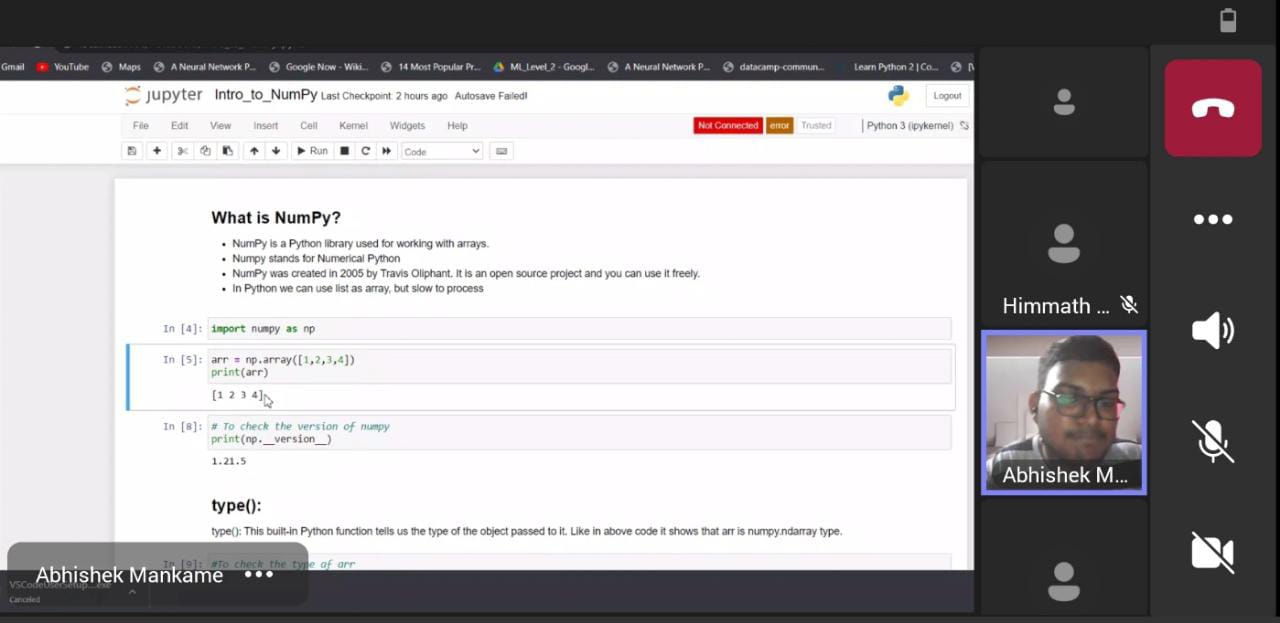 Gmail YouTube Maps A Neural Network P... Google Now - Wiki... 14 Most Popular Pr... ML_Level_2 - Googl... A Neural Network P... datacamp-commun... Learn Python 2 | Co...
jupyter Intro_to_NumPy Last Checkpoint: 2 hours ago Autosave Failed! Logout
File Edit View Insert Cell Kernel Widgets Help Not Connected error Trusted Python 3 (ipykernel)
Run Code
What is NumPy?
• NumPy is a Python library used for working with arrays.
• Numpy stands for Numerical Python
• NumPy was created in 2005 by Travis Oliphant. It is an open source project and you can use it freely.
• In Python we can use list as array, but slow to process
In [4]: import numpy as np
In [5]: arr = np.array([1,2,3,4])
print(arr)
[1 2 3 4]
In [8]: # To check the version of numpy
print(np.__version__)
1.21.5
type():
type(): This built-in Python function tells us the type of the object passed to it. Like in above code it shows that arr is numpy.ndarray type.
In [9]: #To check the type of arr
Abhishek Mankame •••
VSCodeUserSetup....exe
Canceled
Himmath ...
Abhishek M...